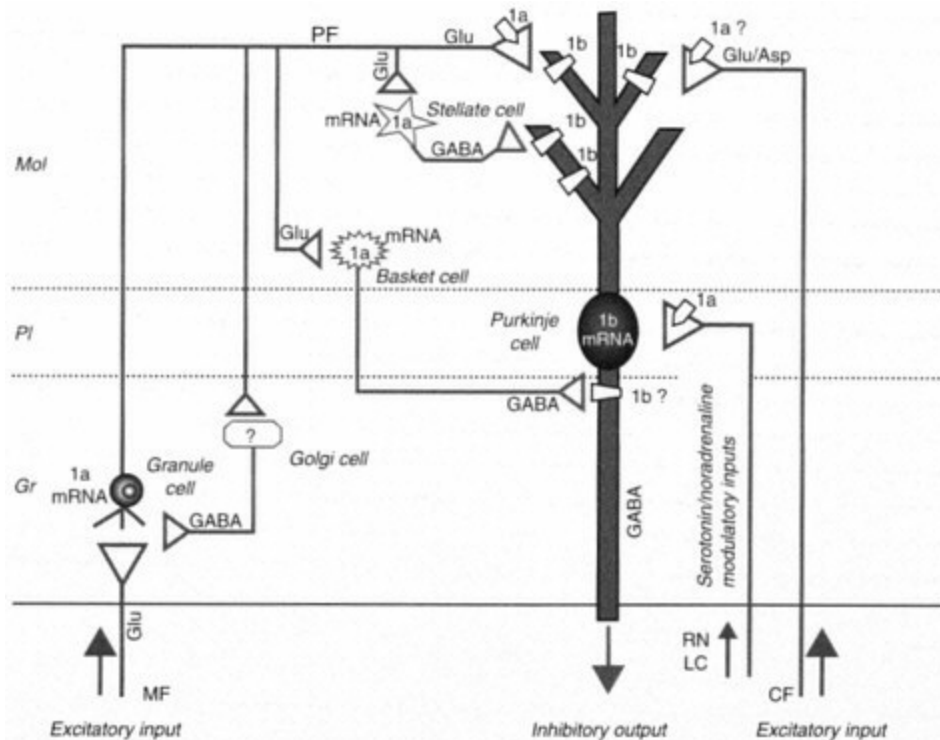 1a
1a ?
PF
Glu
1b
1b
Glu/Asp
Glu
Stellate cell
mRNA
1a
1b
GABA
1b
Mol
Glu
mRNA
1a
Basket cell
1a
Purkinje
cell
1b
mRNA
Pl
GABA
1b ?
?
Golgi cell
Granule
cell
1a
mRNA
Gr
GABA
GABA
Serotonin/noradrenaline
modulatory inputs
Glu
RN
LC
MF
CF
Excitatory input
Inhibitory output
Excitatory input